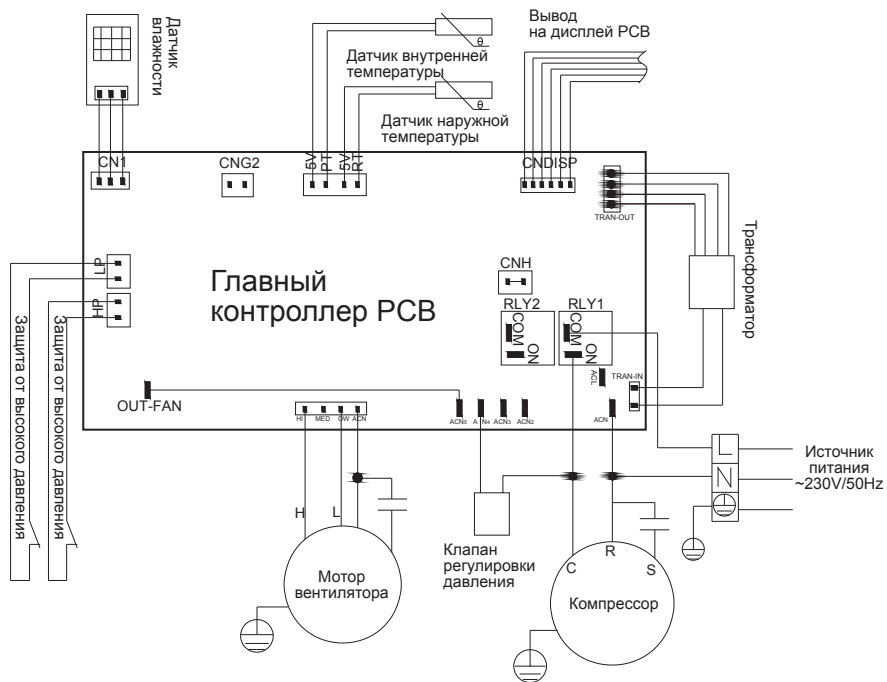 Датчик
влажности
θ
Датчик внутренней
температуры
θ
Датчик наружной
температуры
Вывод
на дисплей PCB
CN1
CNG2
5V
PT
5V
RT
CNDISP
TRAN-OUT
Трансформатор
LP
HP
Главный
контроллер PCB
CNH
RLY2
RLY1
COM
ON
COM
ON
ACL
TRAN-IN
Защита от высокого давления
Защита от высокого давления
OUT-FAN
HI
MED
OW
ACN
ACN5
A N4
ACN3
ACN2
ACN
L
N
Источник
питания
~230V/50Hz
H
L
Мотор
вентилятора
Клапан
регулировки
давления
C
R
S
Компрессор